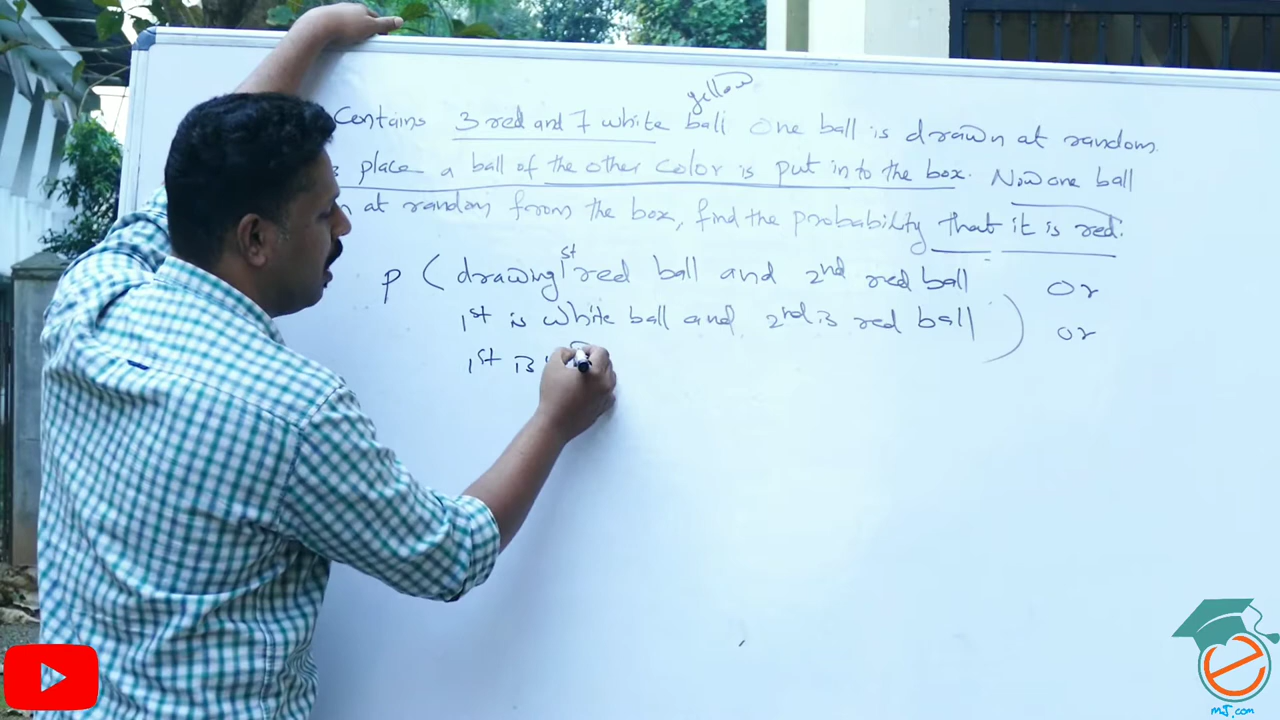 yellow
Contains 3 red and 7 white ball One ball is drawn at random.
place a ball of the other color is put in to the box. Now one ball
at random from the box, find the probability that it is red.
P ( drawing 1st red ball and 2nd red ball or
1st is white ball and 2nd is red ball ) or
1st is
mJ.com